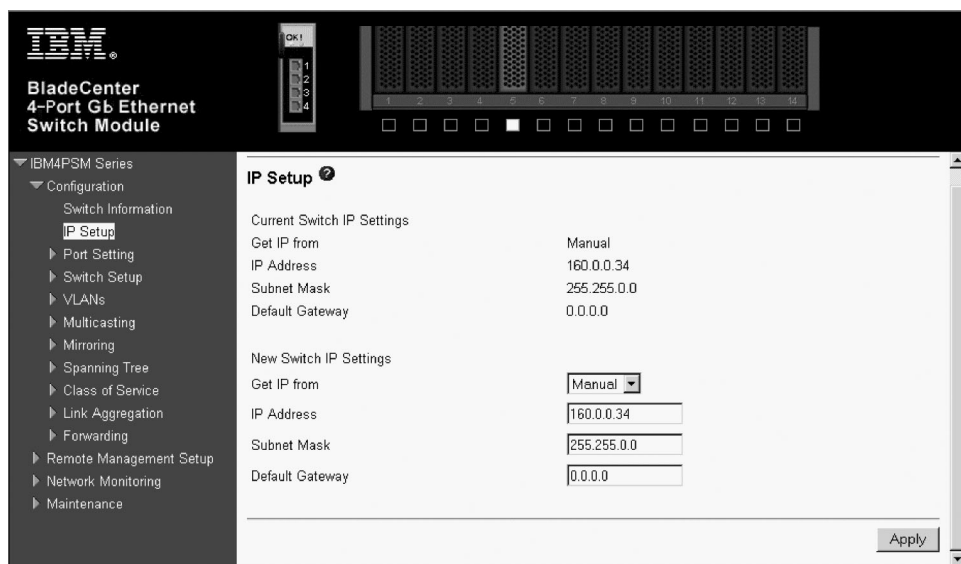 IBM®
BladeCenter
4-Port Gb Ethernet
Switch Module
OK!
1
2
3
4
1 2 3 4 5 6 7 8 9 10 11 12 13 14
IBM4PSM Series
Configuration
Switch Information
IP Setup
Port Setting
Switch Setup
VLANs
Multicasting
Mirroring
Spanning Tree
Class of Service
Link Aggregation
Forwarding
Remote Management Setup
Network Monitoring
Maintenance
IP Setup ?
Current Switch IP Settings
Get IP from Manual
IP Address 160.0.0.34
Subnet Mask 255.255.0.0
Default Gateway 0.0.0.0
New Switch IP Settings
Get IP from Manual
IP Address 160.0.0.34
Subnet Mask 255.255.0.0
Default Gateway 0.0.0.0
Apply